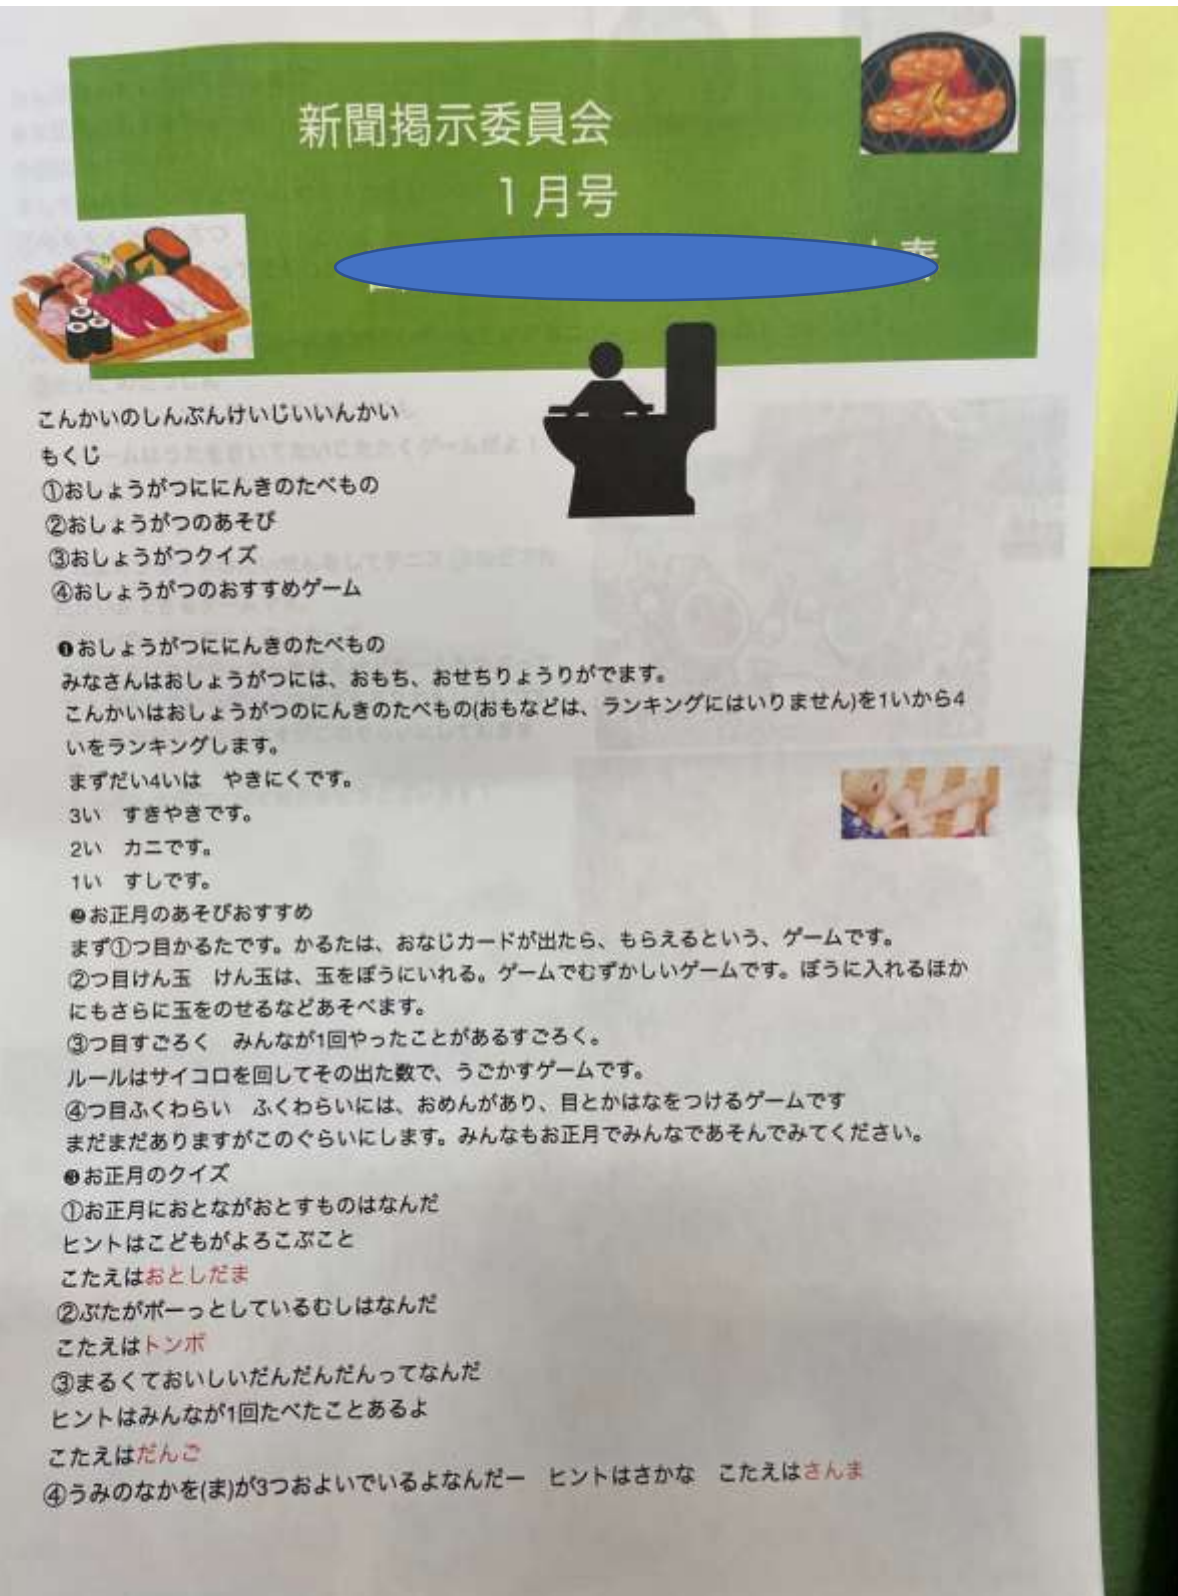 新聞掲示委員会
1月号
こんかいのしんぶんけいじいいんかい
もくじ
①おしょうがつににんきのたべもの
②おしょうがつのあそび
③おしょうがつクイズ
④おしょうがつのおすすめゲーム
❶おしょうがつににんきのたべもの
みなさんはおしょうがつには、おもち、おせちりょうりがでます。
こんかいはおしょうがつのにんきのたべもの(おもなどは、ランキングにはいりません)を1いから4
いをランキングします。
まずだい4いは　やきにくです。
3い　すきやきです。
2い　カニです。
1い　すしです。
❷お正月のあそびおすすめ
まず①つ目かるたです。かるたは、おなじカードが出たら、もらえるという、ゲームです。
②つ目けん玉　けん玉は、玉をぼうにいれる。ゲームでむずかしいゲームです。ぼうに入れるほか
にもさらに玉をのせるなどあそべます。
③つ目すごろく　みんなが1回やったことがあるすごろく。
ルールはサイコロを回してその出た数で、うごかすゲームです。
④つ目ふくわらい　ふくわらいには、おめんがあり、目とかはなをつけるゲームです
まだまだありますがこのぐらいにします。みんなもお正月でみんなであそんでみてください。
❸お正月のクイズ
①お正月におとながおとすものはなんだ
ヒントはこどもがよろこぶこと
こたえはおとしだま
②ぶたがボーっとしているむしはなんだ
こたえはトンボ
③まるくておいしいだんだんだんってなんだ
ヒントはみんなが1回たべたことあるよ
こたえはだんご
④うみのなかを(ま)が3つおよいでいるよなんだー　ヒントはさかな　こたえはさんま